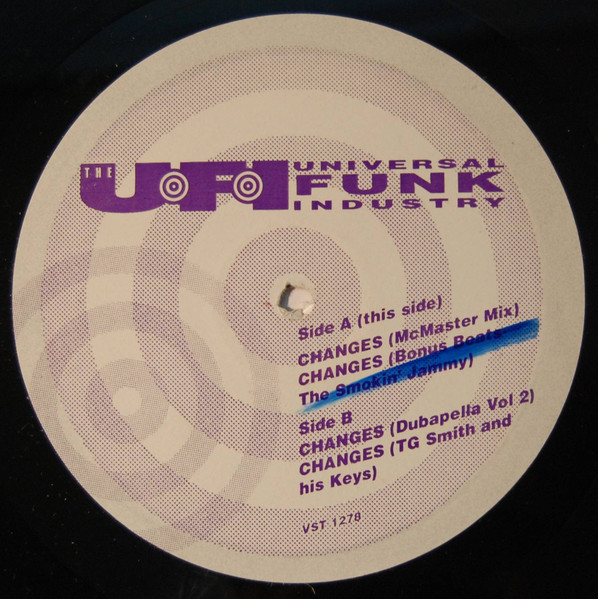 THE UFI UNIVERSAL
FUNK
INDUSTRY
Side A (this side)
CHANGES (McMaster Mix)
CHANGES (Bonus Beats
The Smokin' Jammy)
Side B
CHANGES (Dubapella Vol 2)
CHANGES (TG Smith and
his Keys)
VST 1278